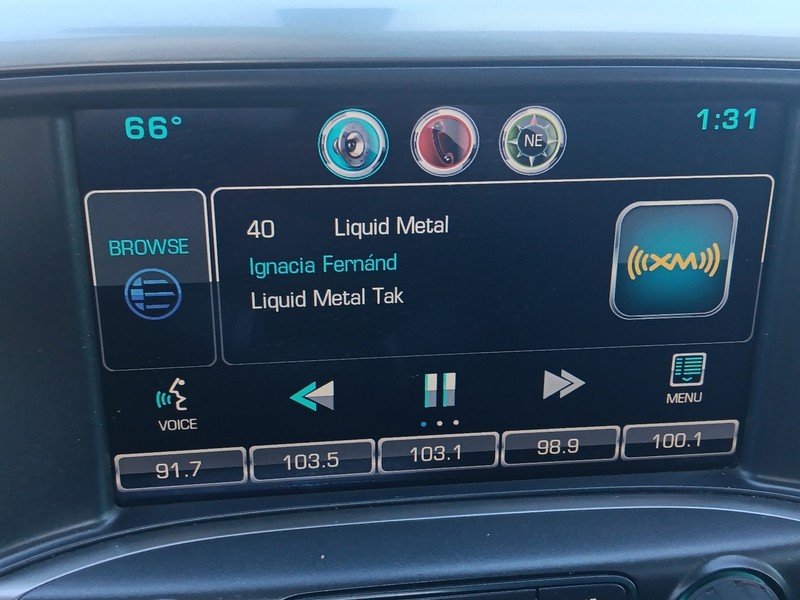 66° NE 1:31
BROWSE
40 Liquid Metal
Ignacia Fernánd
Liquid Metal Tak
XM
VOICE
MENU
91.7 103.5 103.1 98.9 100.1